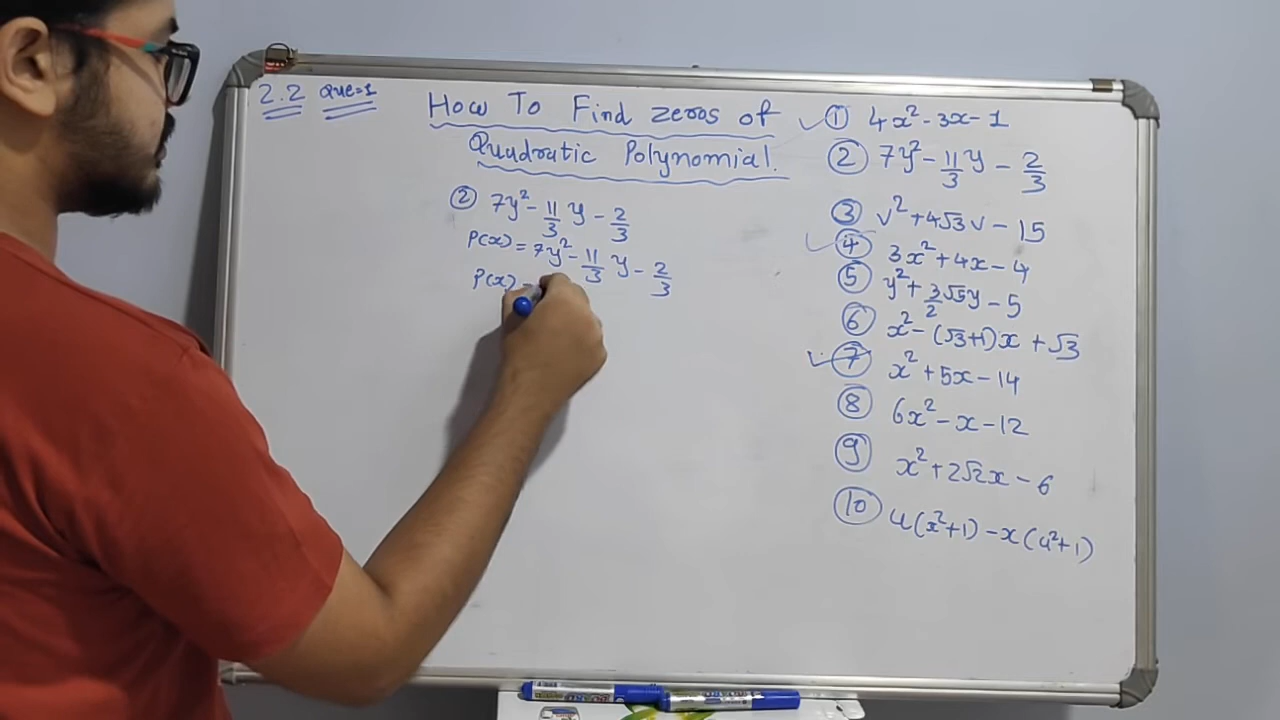 2.2 Que=1
How To Find zeros of
Quadratic Polynomial.
② 7y² - 11/3 y - 2/3
P(x) = 7y² - 11/3 y - 2/3
P(x) =
① 4x² - 3x - 1
② 7y² - 11/3 y - 2/3
③ v² + 4√3v - 15
④ 3x² + 4x - 4
⑤ y² + 3/2 √5y - 5
⑥ x² - (√3+1)x + √3
⑦ x² + 5x - 14
⑧ 6x² - x - 12
⑨ x² + 2√2x - 6
⑩ 4(x²+1) - x(4²+1)